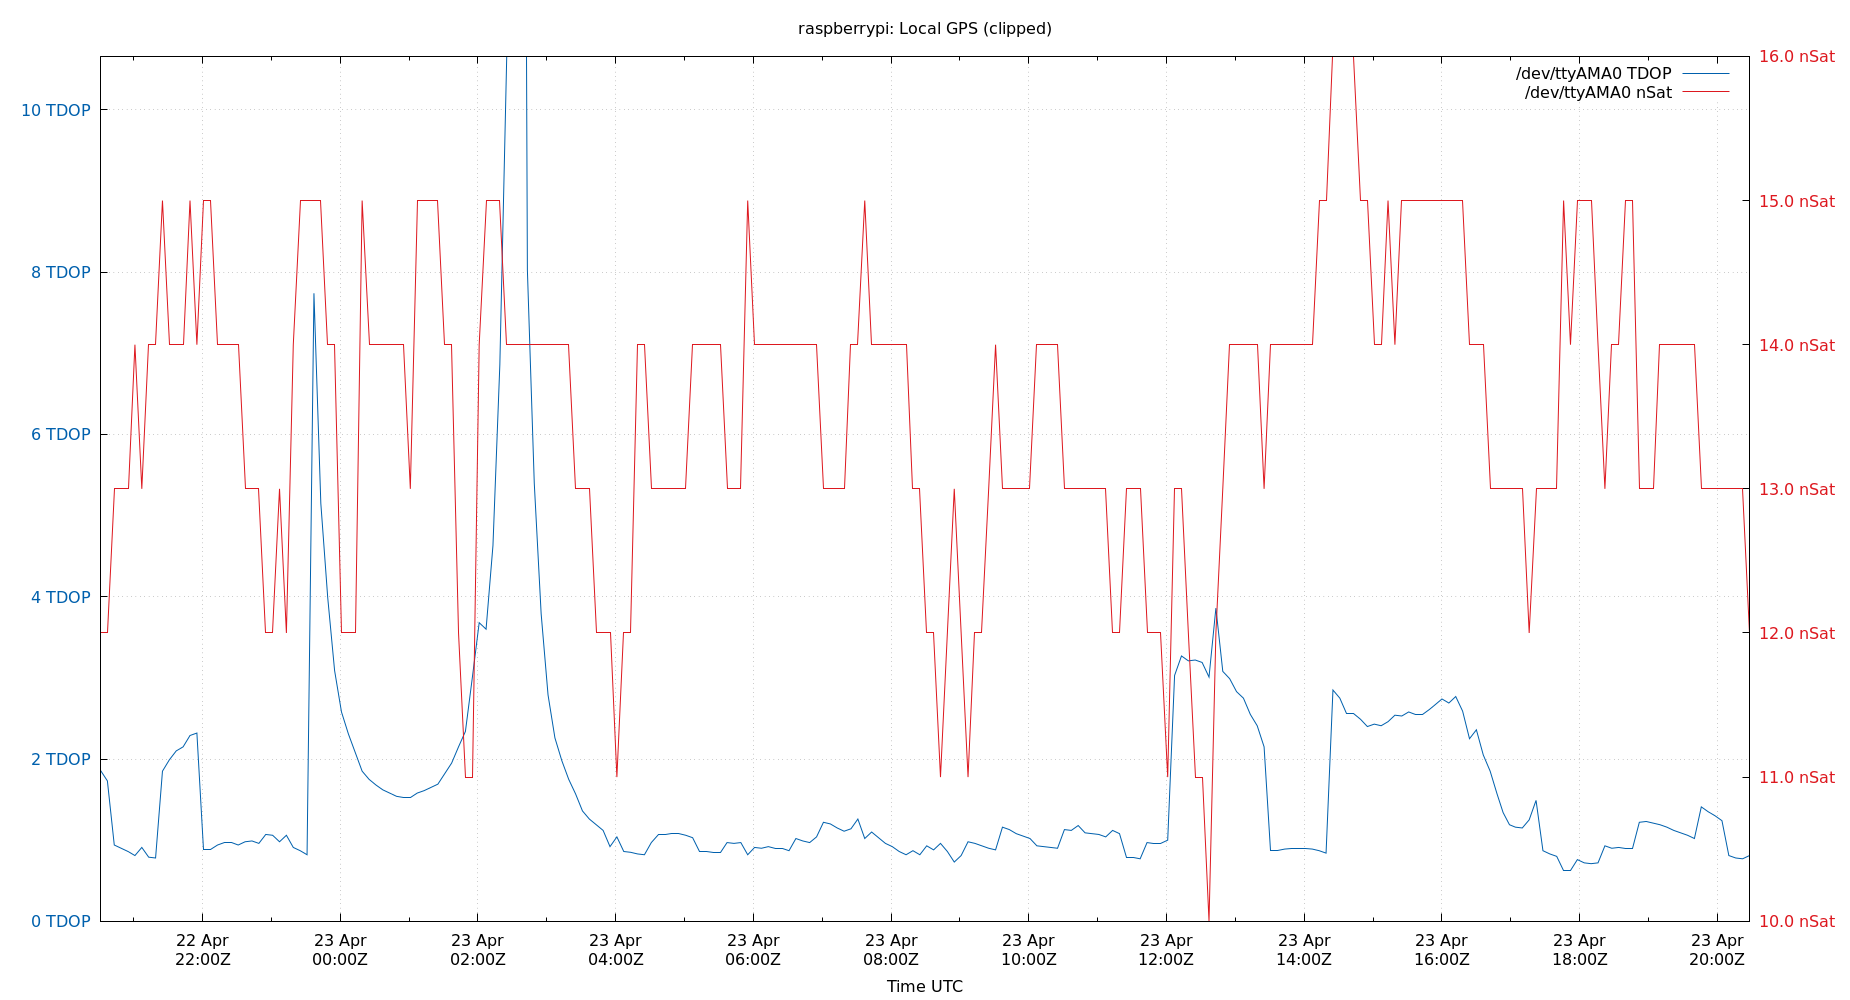 raspberrypi: Local GPS (clipped)
/dev/ttyAMA0 TDOP
/dev/ttyAMA0 nSat
10 TDOP
8 TDOP
6 TDOP
4 TDOP
2 TDOP
0 TDOP
16.0 nSat
15.0 nSat
14.0 nSat
13.0 nSat
12.0 nSat
11.0 nSat
10.0 nSat
22 Apr
22:00Z
23 Apr
00:00Z
23 Apr
02:00Z
23 Apr
04:00Z
23 Apr
06:00Z
23 Apr
08:00Z
23 Apr
10:00Z
23 Apr
12:00Z
23 Apr
14:00Z
23 Apr
16:00Z
23 Apr
18:00Z
23 Apr
20:00Z
Time UTC